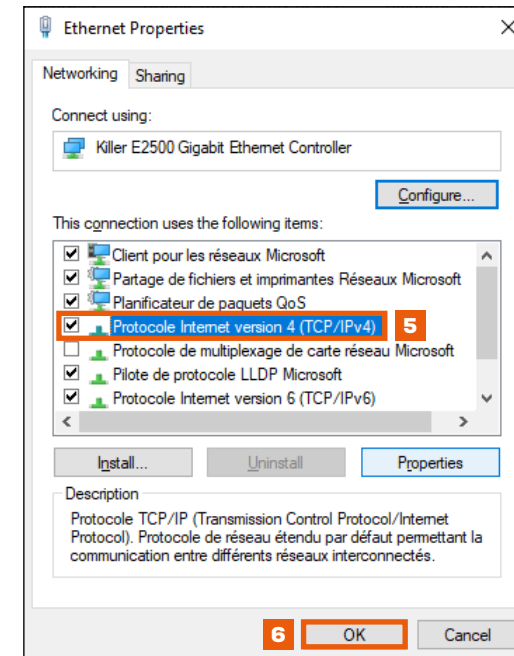 Ethernet Properties
Networking
Sharing
Connect using:
Killer E2500 Gigabit Ethernet Controller
Configure...
This connection uses the following items:
Client pour les réseaux Microsoft
Partage de fichiers et imprimantes Réseaux Microsoft
Planificateur de paquets QoS
Protocole Internet version 4 (TCP/IPv4) 5
Protocole de multiplexage de carte réseau Microsoft
Pilote de protocole LLDP Microsoft
Protocole Internet version 6 (TCP/IPv6)
Install...
Uninstall
Properties
Description
Protocole TCP/IP (Transmission Control Protocol/Internet
Protocol). Protocole de réseau étendu par défaut permettant la
communication entre différents réseaux interconnectés.
6 OK
Cancel